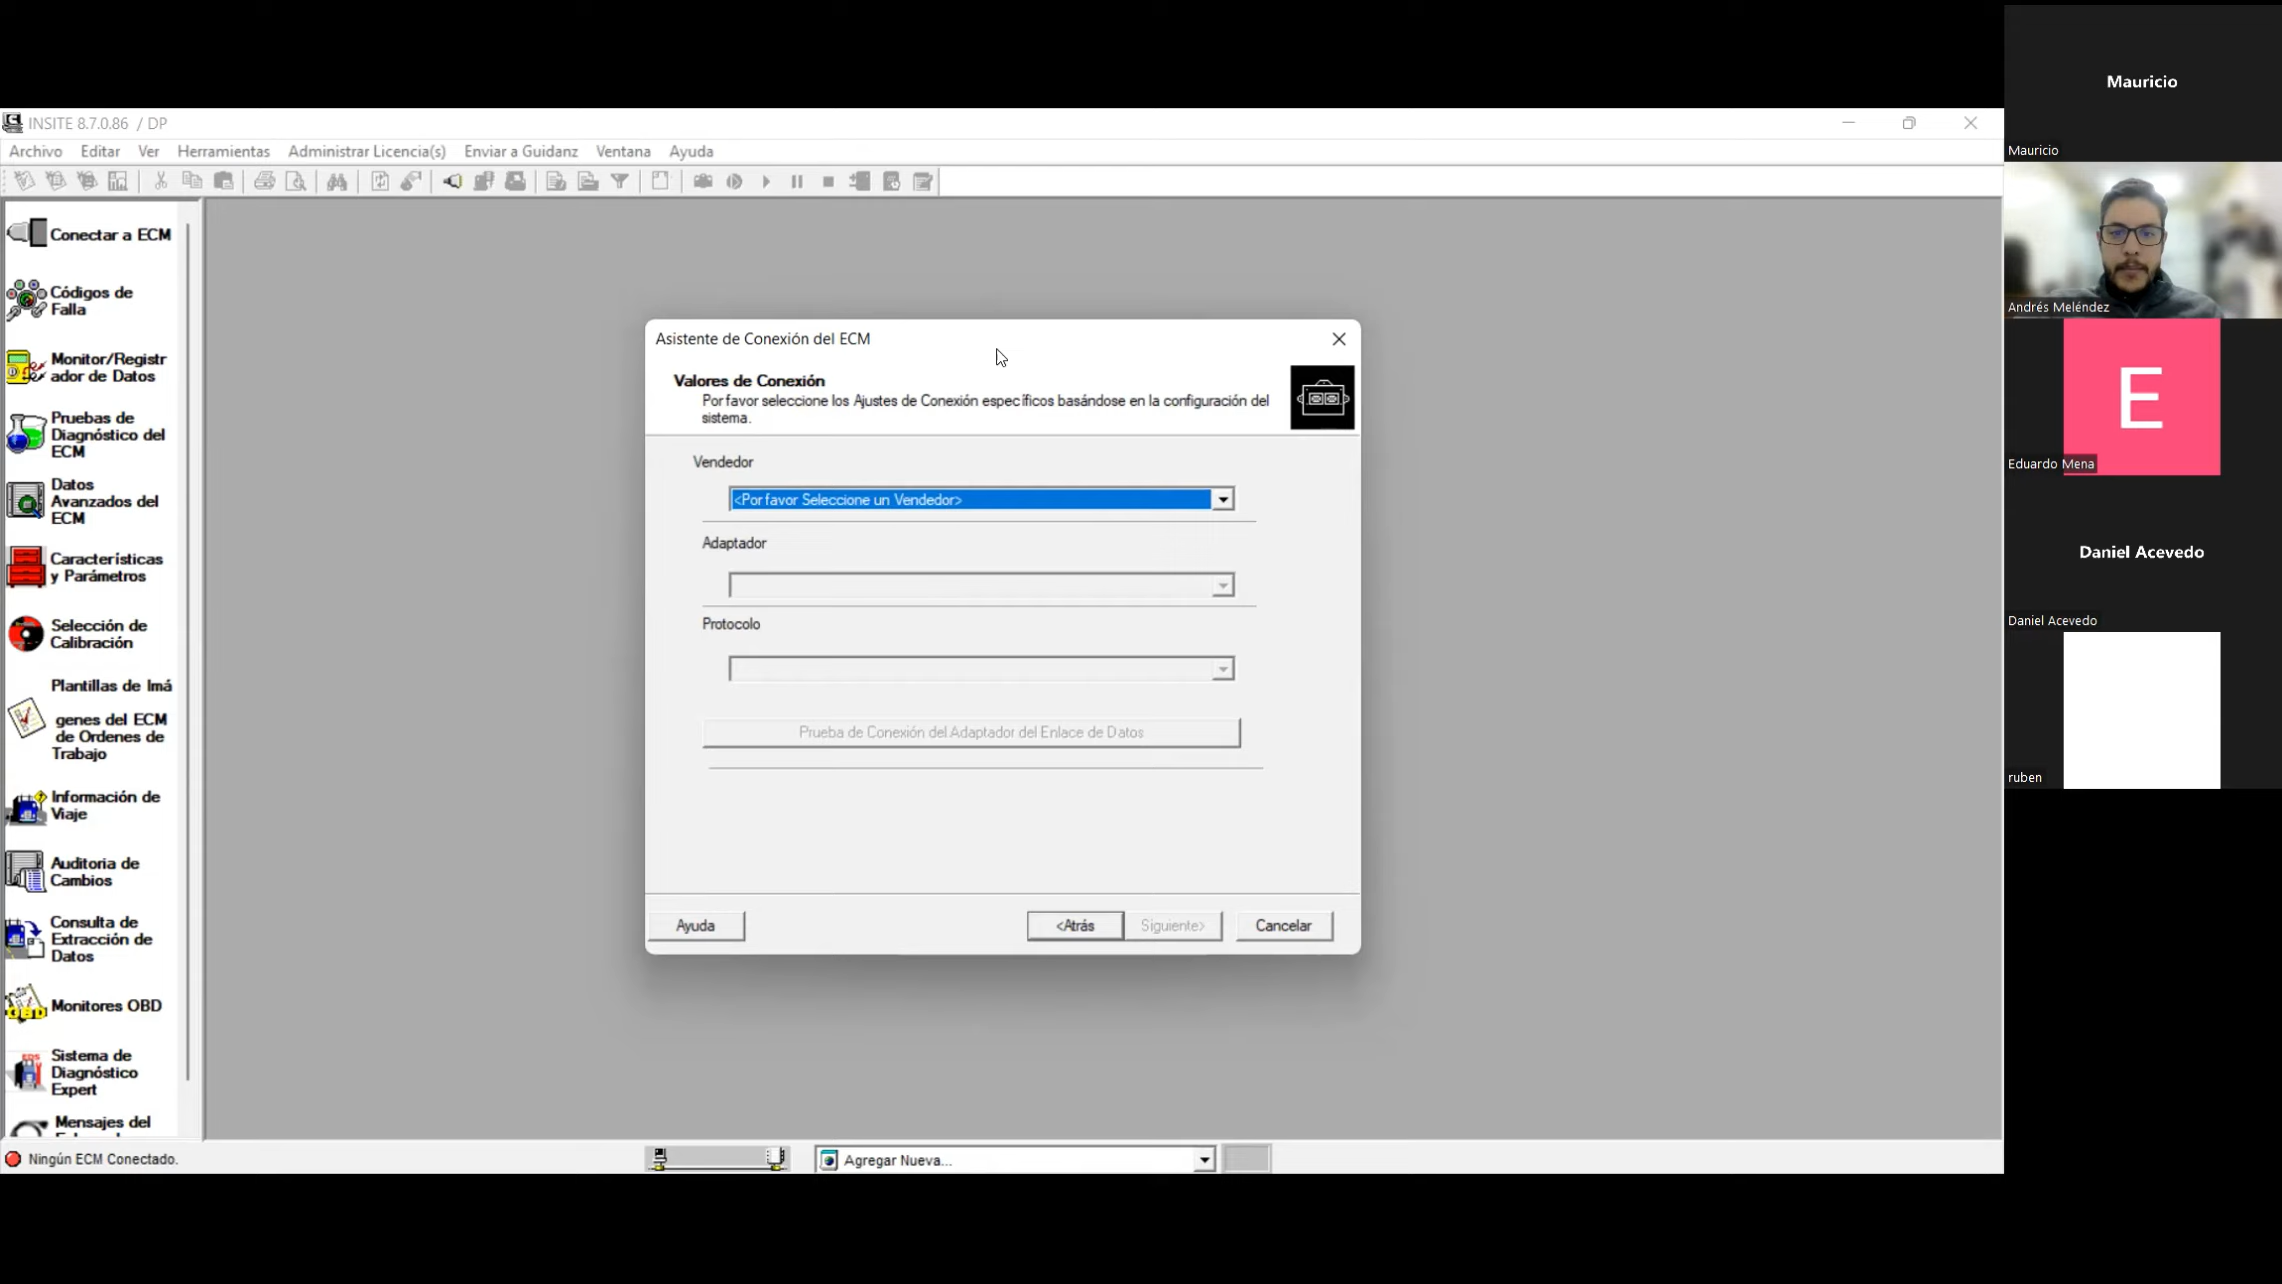 INSITE 8.7.0.86 / DP
Archivo Editar Ver Herramientas Administrar Licencia(s) Enviar a Guidanz Ventana Ayuda
Conectar a ECM
Códigos de
Falla
Monitor/Registr
ador de Datos
Pruebas de
Diagnóstico del
ECM
Datos
Avanzados del
ECM
Características
y Parámetros
Selección de
Calibración
Plantillas de Imá
genes del ECM
de Ordenes de
Trabajo
Información de
Viaje
Auditoria de
Cambios
Consulta de
Extracción de
Datos
Monitores OBD
Sistema de
Diagnóstico
Expert
Mensajes del
Ningún ECM Conectado.
Agregar Nueva...
Asistente de Conexión del ECM
Valores de Conexión
Por favor seleccione los Ajustes de Conexión específicos basándose en la configuración del
sistema.
Vendedor
<Por favor Seleccione un Vendedor>
Adaptador
Protocolo
Prueba de Conexión del Adaptador del Enlace de Datos
Ayuda
<Atrás
Siguiente>
Cancelar
Mauricio
Mauricio
Andrés Meléndez
E
Eduardo Mena
Daniel Acevedo
Daniel Acevedo
ruben